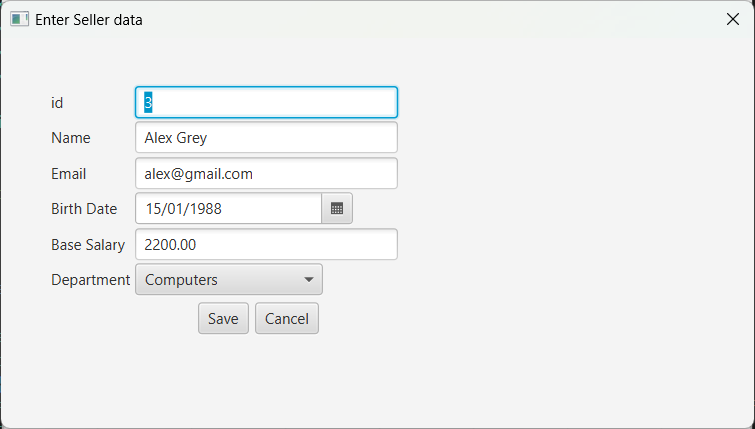 Enter Seller data
id 3
Name Alex Grey
Email alex@gmail.com
Birth Date 15/01/1988
Base Salary 2200.00
Department Computers
Save Cancel